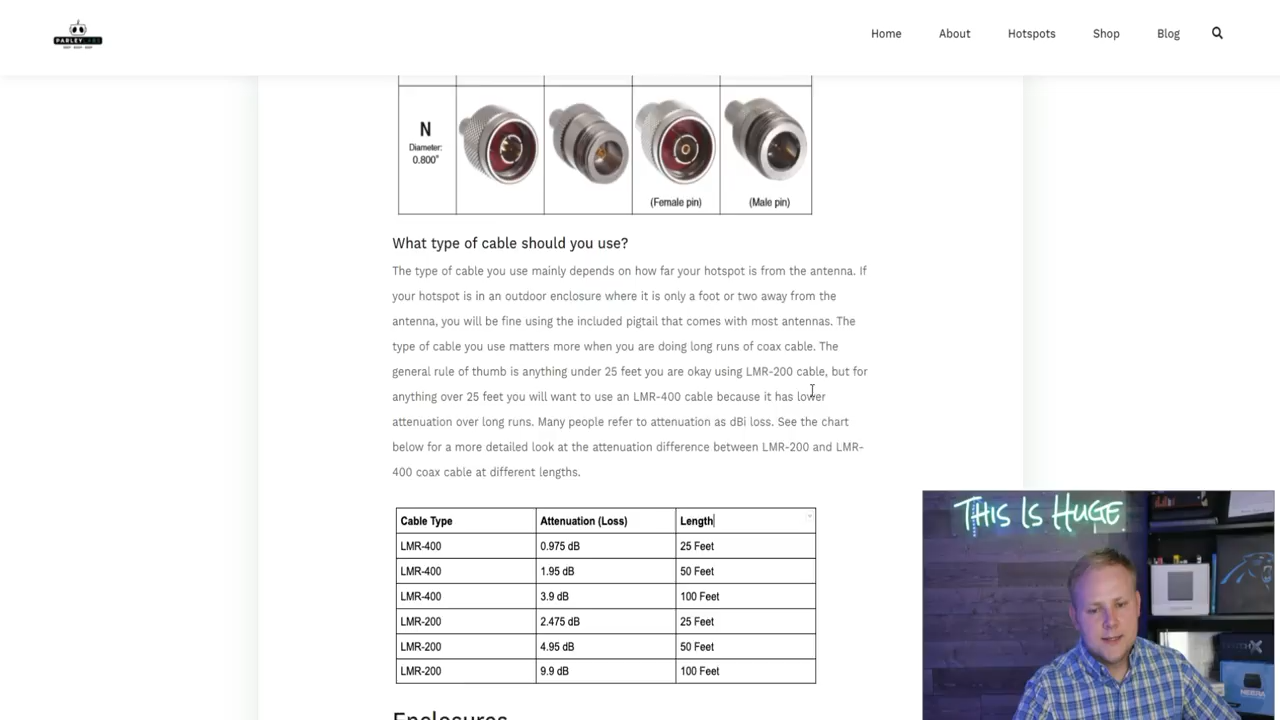 PARLEY LABS
Home
About
Hotspots
Shop
Blog
N
Diameter:
0.800"
(Female pin)
(Male pin)
What type of cable should you use?
The type of cable you use mainly depends on how far your hotspot is from the antenna. If
your hotspot is in an outdoor enclosure where it is only a foot or two away from the
antenna, you will be fine using the included pigtail that comes with most antennas. The
type of cable you use matters more when you are doing long runs of coax cable. The
general rule of thumb is anything under 25 feet you are okay using LMR-200 cable, but for
anything over 25 feet you will want to use an LMR-400 cable because it has lower
attenuation over long runs. Many people refer to attenuation as dBi loss. See the chart
below for a more detailed look at the attenuation difference between LMR-200 and LMR-
400 coax cable at different lengths.
Cable Type Attenuation (Loss) Length
LMR-400 0.975 dB 25 Feet
LMR-400 1.95 dB 50 Feet
LMR-400 3.9 dB 100 Feet
LMR-200 2.475 dB 25 Feet
LMR-200 4.95 dB 50 Feet
LMR-200 9.9 dB 100 Feet
Enclosures
THIS IS HUGE.
NEBRA